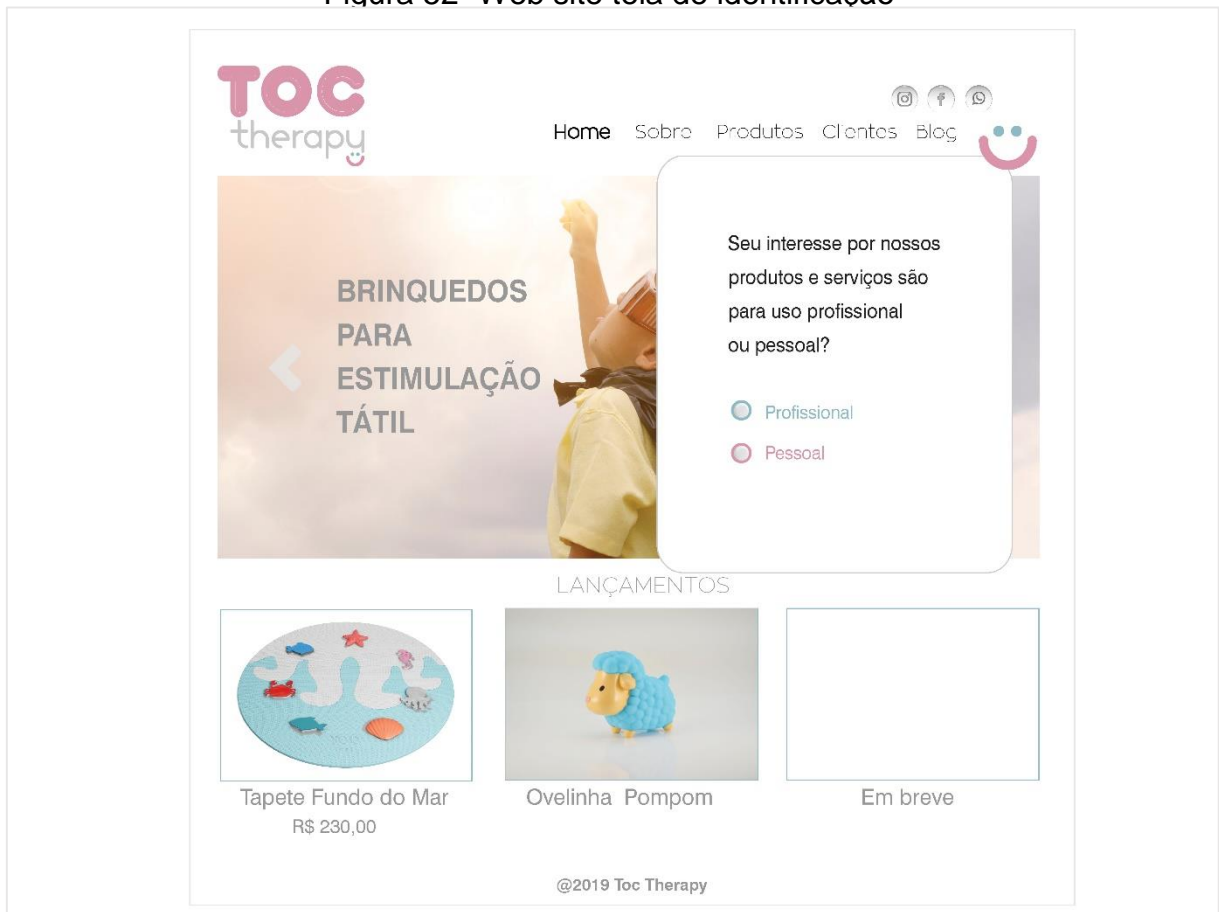 Figura 32- Web site tela de identificação
TOC
therapy
Home Sobre Produtos Clientes Blog
BRINQUEDOS
PARA
ESTIMULAÇÃO
TÁTIL
Seu interesse por nossos
produtos e serviços são
para uso profissional
ou pessoal?
Profissional
Pessoal
LANÇAMENTOS
Tapete Fundo do Mar
R$ 230,00
Ovelinha Pompom
Em breve
@2019 Toc Therapy